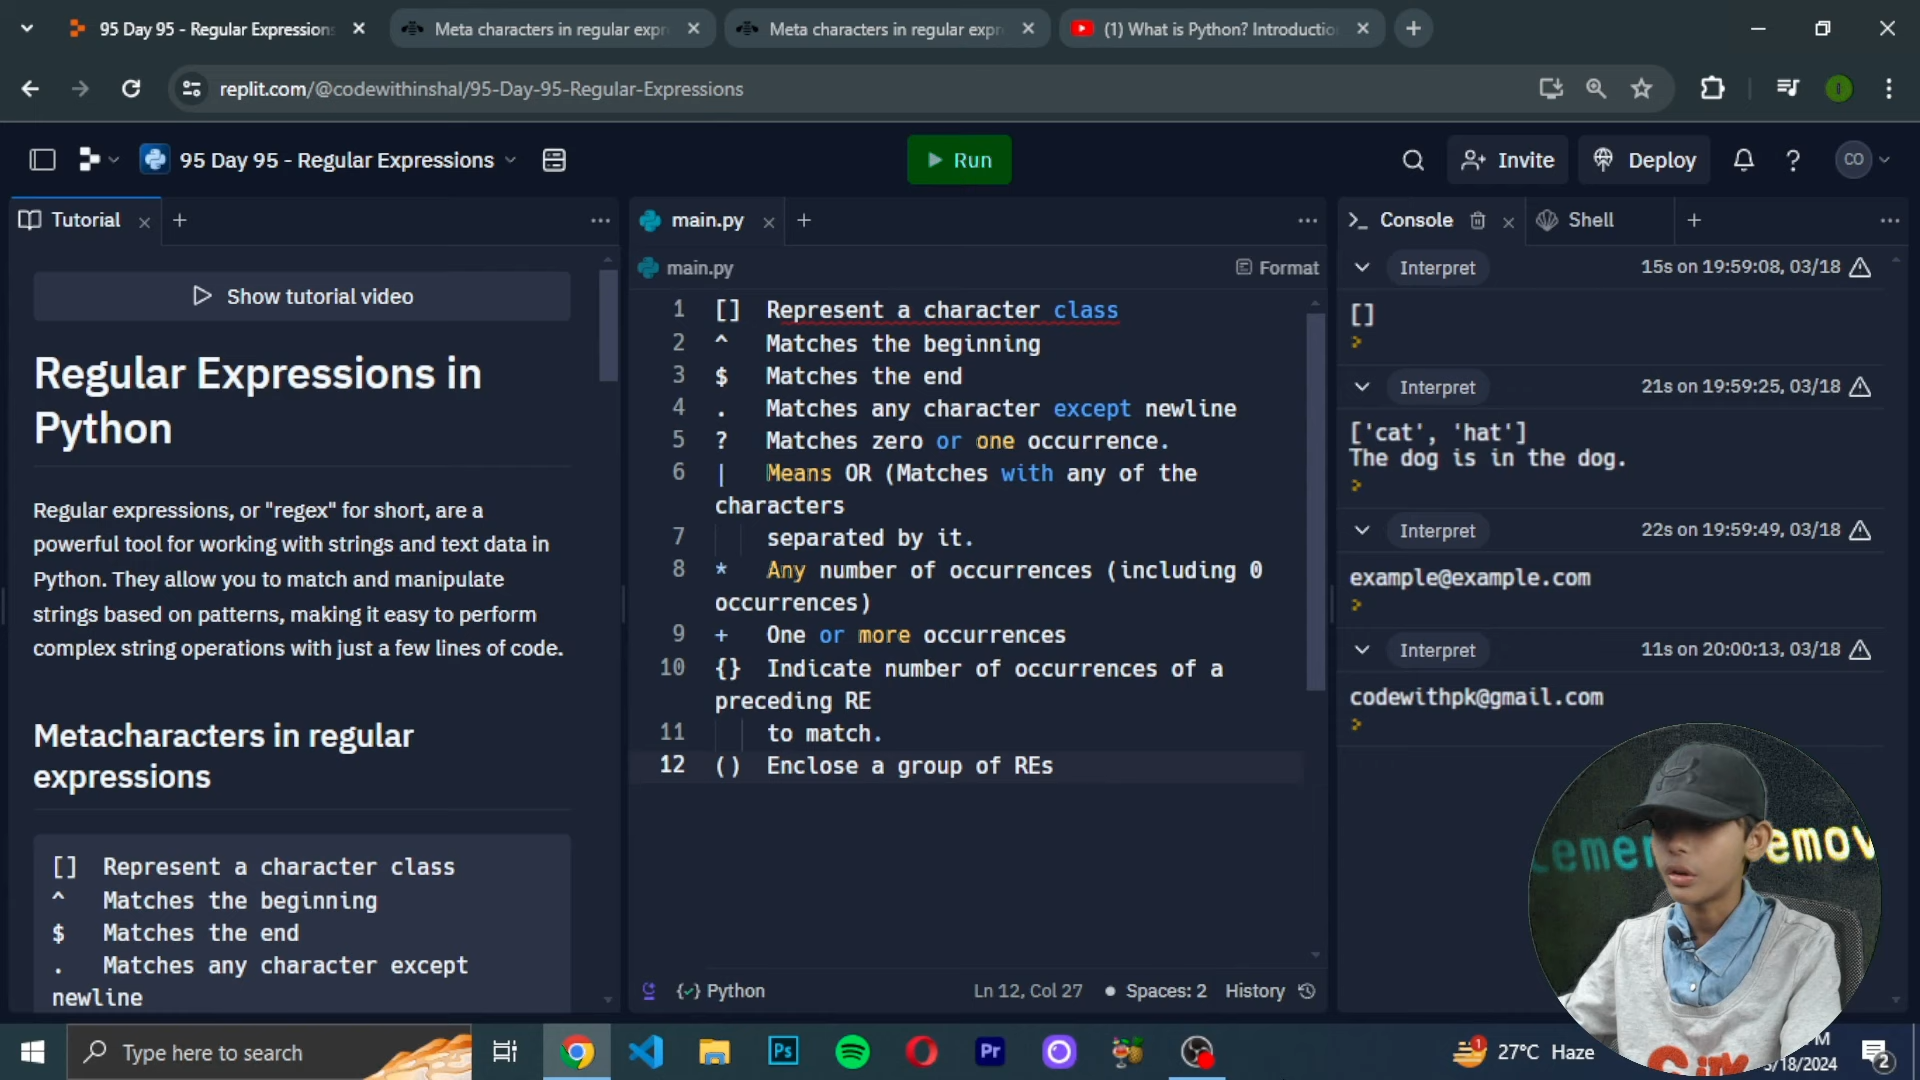 95 Day 95 - Regular Expressions
Meta characters in regular expr
Meta characters in regular expr
(1) What is Python? Introductio
replit.com/@codewithinshal/95-Day-95-Regular-Expressions
95 Day 95 - Regular Expressions
Run
Invite
Deploy
CO
Tutorial
main.py
Console
Shell
Show tutorial video
Regular Expressions in
Python
Regular expressions, or "regex" for short, are a
powerful tool for working with strings and text data in
Python. They allow you to match and manipulate
strings based on patterns, making it easy to perform
complex string operations with just a few lines of code.
Metacharacters in regular
expressions
[] Represent a character class
^ Matches the beginning
$ Matches the end
. Matches any character except
newline
main.py
Format
1 [] Represent a character class
2 ^ Matches the beginning
3 $ Matches the end
4 . Matches any character except newline
5 ? Matches zero or one occurrence.
6 | Means OR (Matches with any of the
characters
7 separated by it.
8 * Any number of occurrences (including 0
occurrences)
9 + One or more occurrences
10 {} Indicate number of occurrences of a
preceding RE
11 to match.
12 () Enclose a group of REs
Python
Ln 12, Col 27
Spaces: 2
History
Interpret 15s on 19:59:08, 03/18
[]
Interpret 21s on 19:59:25, 03/18
['cat', 'hat']
The dog is in the dog.
Interpret 22s on 19:59:49, 03/18
example@example.com
Interpret 11s on 20:00:13, 03/18
codewithpk@gmail.com
Type here to search
Ps
Pr
1
27°C Haze
/18/2024
2